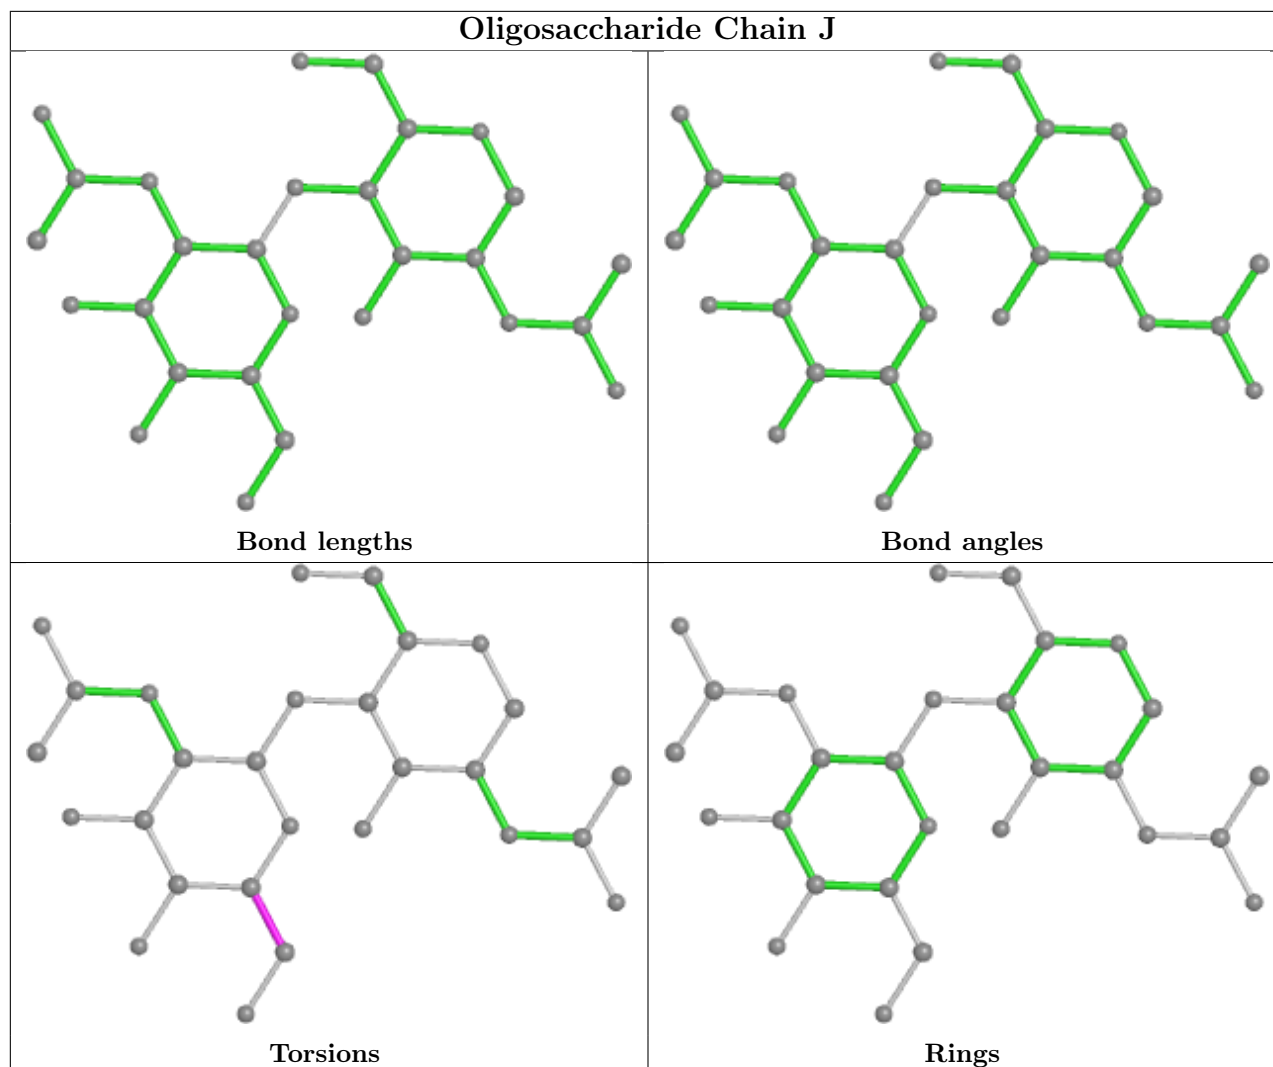 Oligosaccharide Chain J
Bond lengths
Bond angles
Torsions
Rings